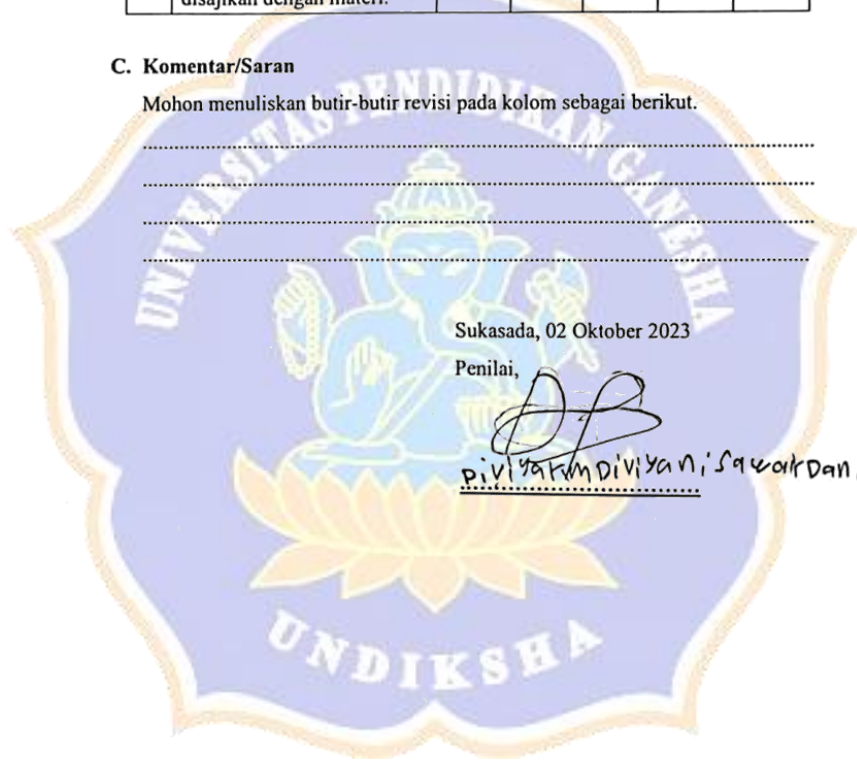 disajikan dengan materi.
C. Komentar/Saran
Mohon menuliskan butir-butir revisi pada kolom sebagai berikut.
UNIVERSITAS PENDIDIKAN GANESHA
Sukasada, 02 Oktober 2023
Penilai,
UNDIKSHA